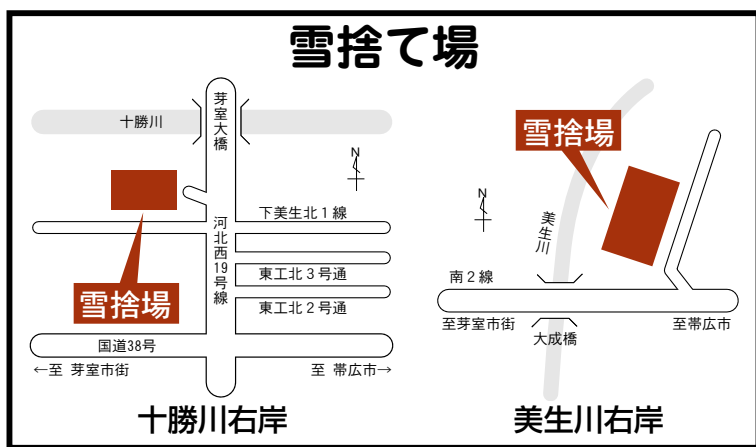 雪捨て場
十勝川
芽室大橋
N
下美生北1線
河北西19号線
東工北3号通
東工北2号通
雪捨場
国道38号
←至 芽室市街
至 帯広市→
十勝川右岸
雪捨場
N
美生川
南2線
至芽室市街
大成橋
至帯広市
美生川右岸